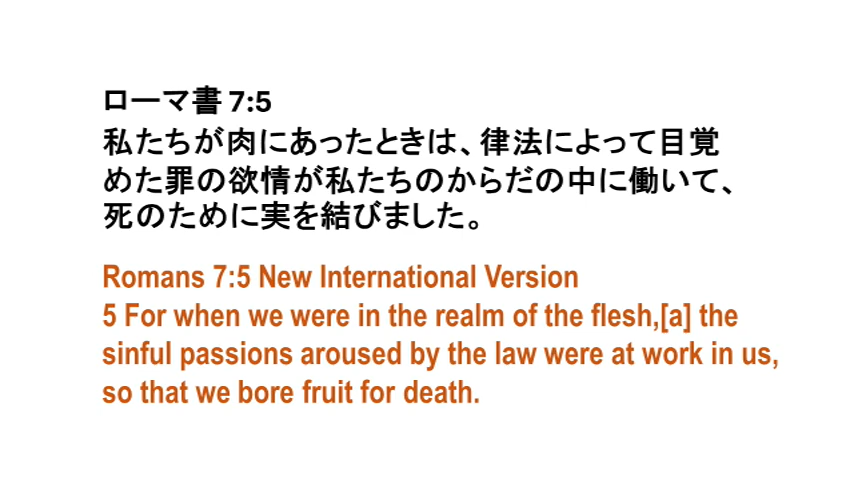 ローマ書 7:5
私たちが肉にあったときは、律法によって目覚
めた罪の欲情が私たちのからだの中に働いて、
死のために実を結びました。
Romans 7:5 New International Version
5 For when we were in the realm of the flesh,[a] the
sinful passions aroused by the law were at work in us,
so that we bore fruit for death.